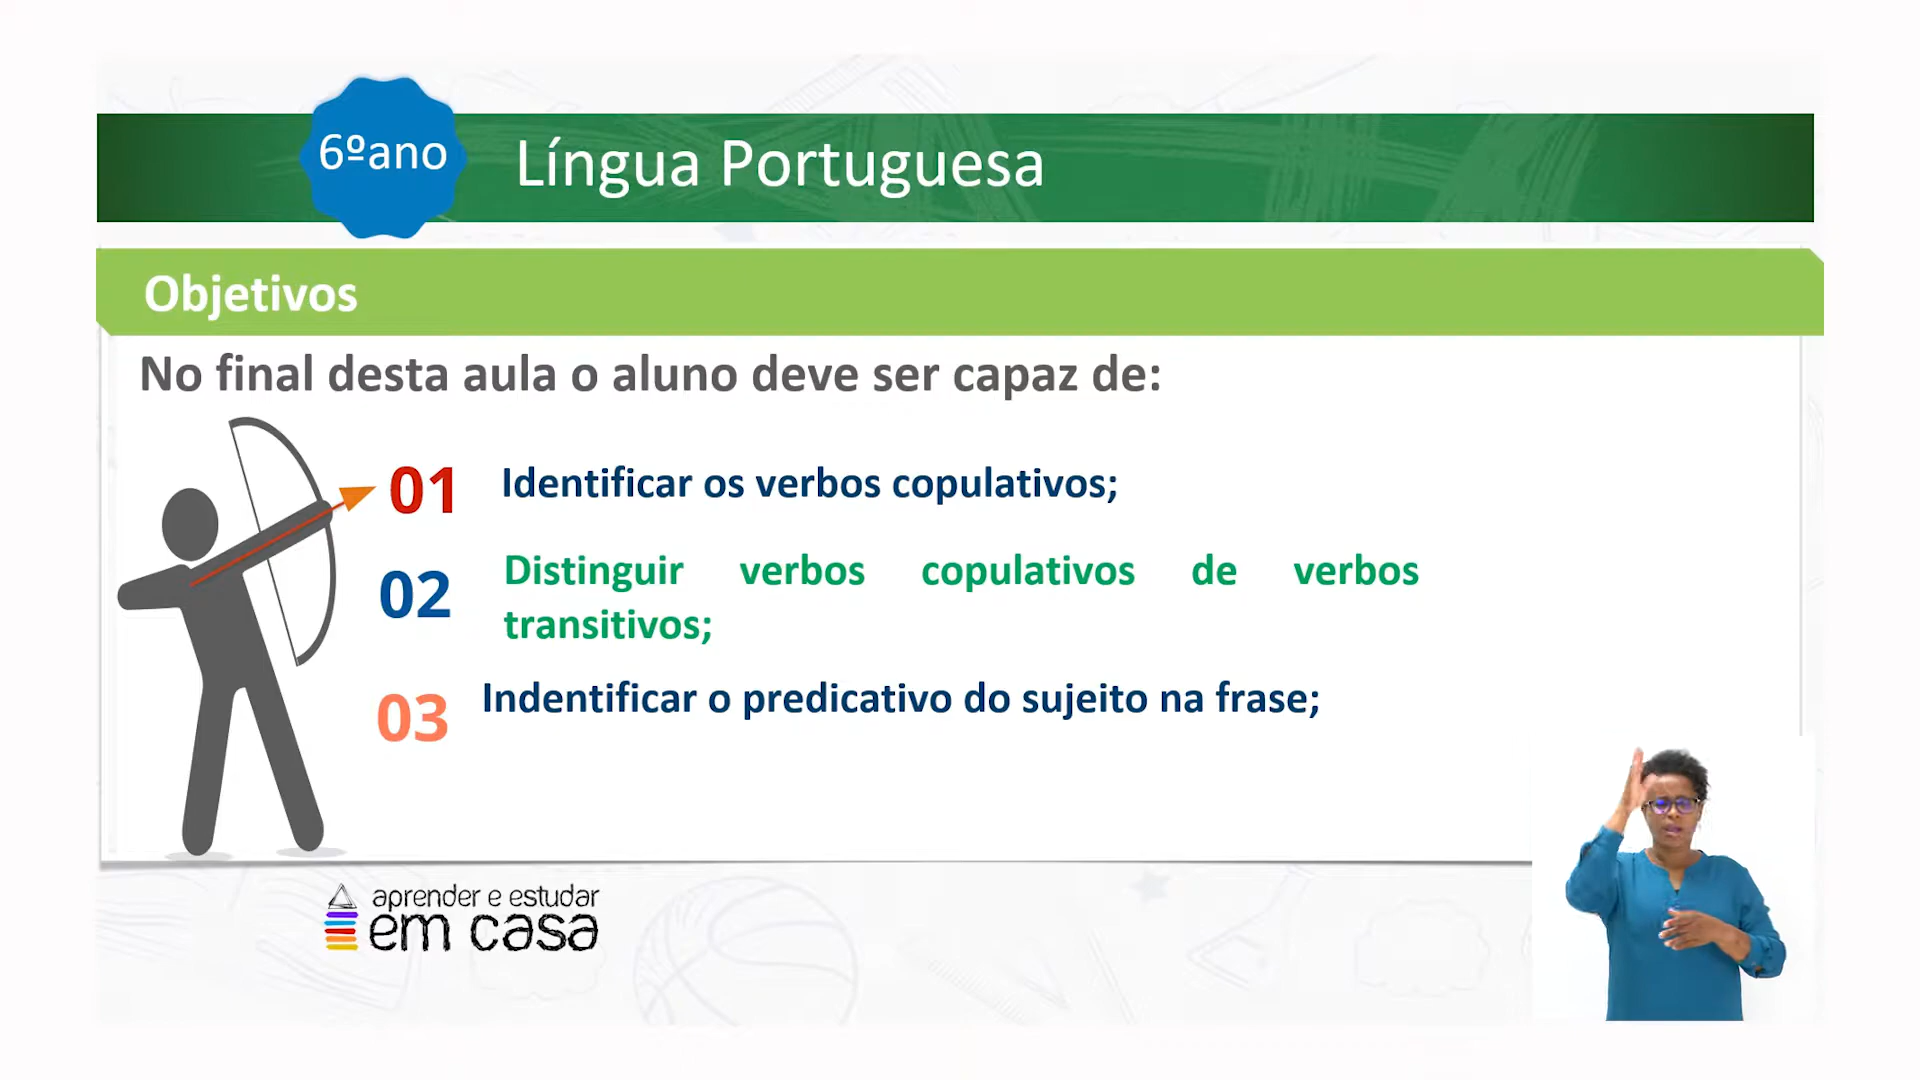 6ºano
Língua Portuguesa
Objetivos
No final desta aula o aluno deve ser capaz de:
01 Identificar os verbos copulativos;
02 Distinguir verbos copulativos de verbos
transitivos;
03 Indentificar o predicativo do sujeito na frase;
aprender e estudar
em casa